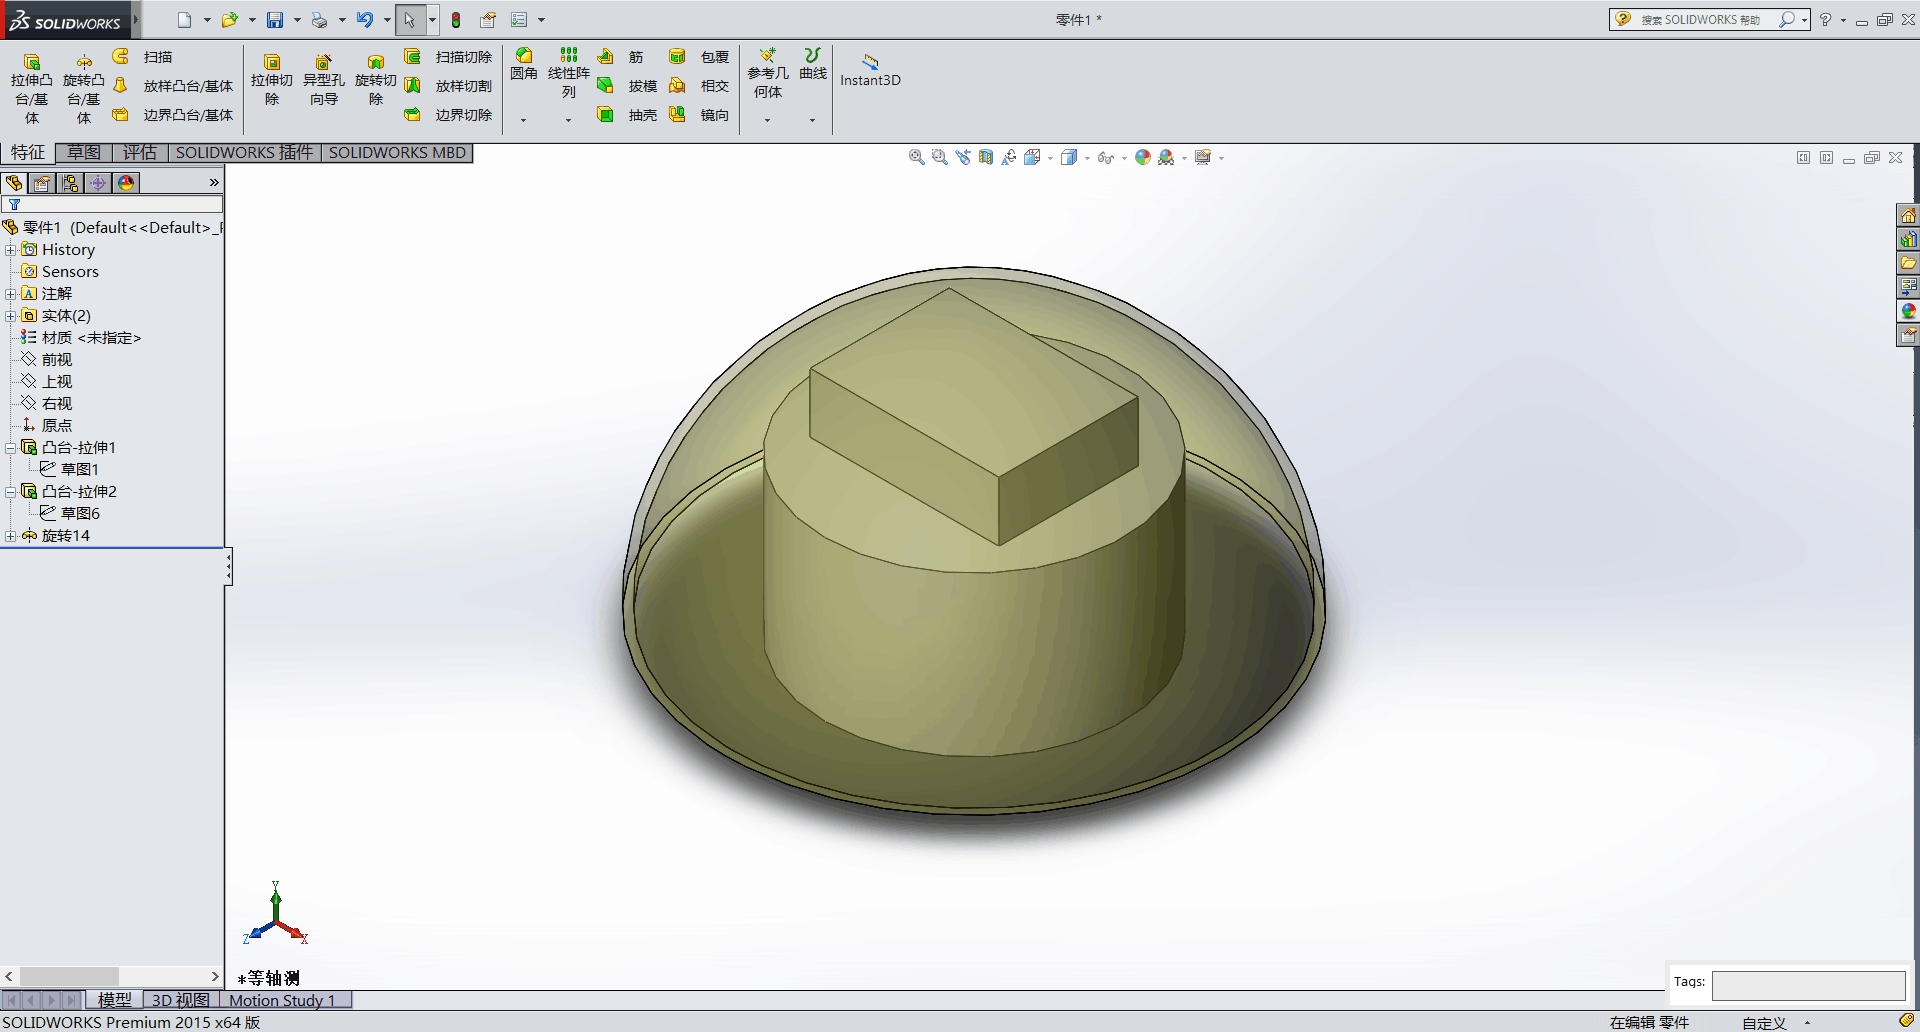 SOLIDWORKS
零件1 *
搜索 SOLIDWORKS 帮助
拉伸凸台/基体
旋转凸台/基体
扫描
放样凸台/基体
边界凸台/基体
拉伸切除
异型孔向导
旋转切除
扫描切除
放样切割
边界切除
圆角
线性阵列
筋
拔模
抽壳
包覆
相交
镜向
参考几何体
曲线
Instant3D
特征 草图 评估 SOLIDWORKS 插件 SOLIDWORKS MBD
零件1 (Default<<Default>_
History
Sensors
注解
实体(2)
材质 <未指定>
前视
上视
右视
原点
凸台-拉伸1
草图1
凸台-拉伸2
草图6
旋转14
Y
Z
X
*等轴测
Tags:
模型 3D 视图 Motion Study 1
SOLIDWORKS Premium 2015 x64 版
在编辑 零件
自定义